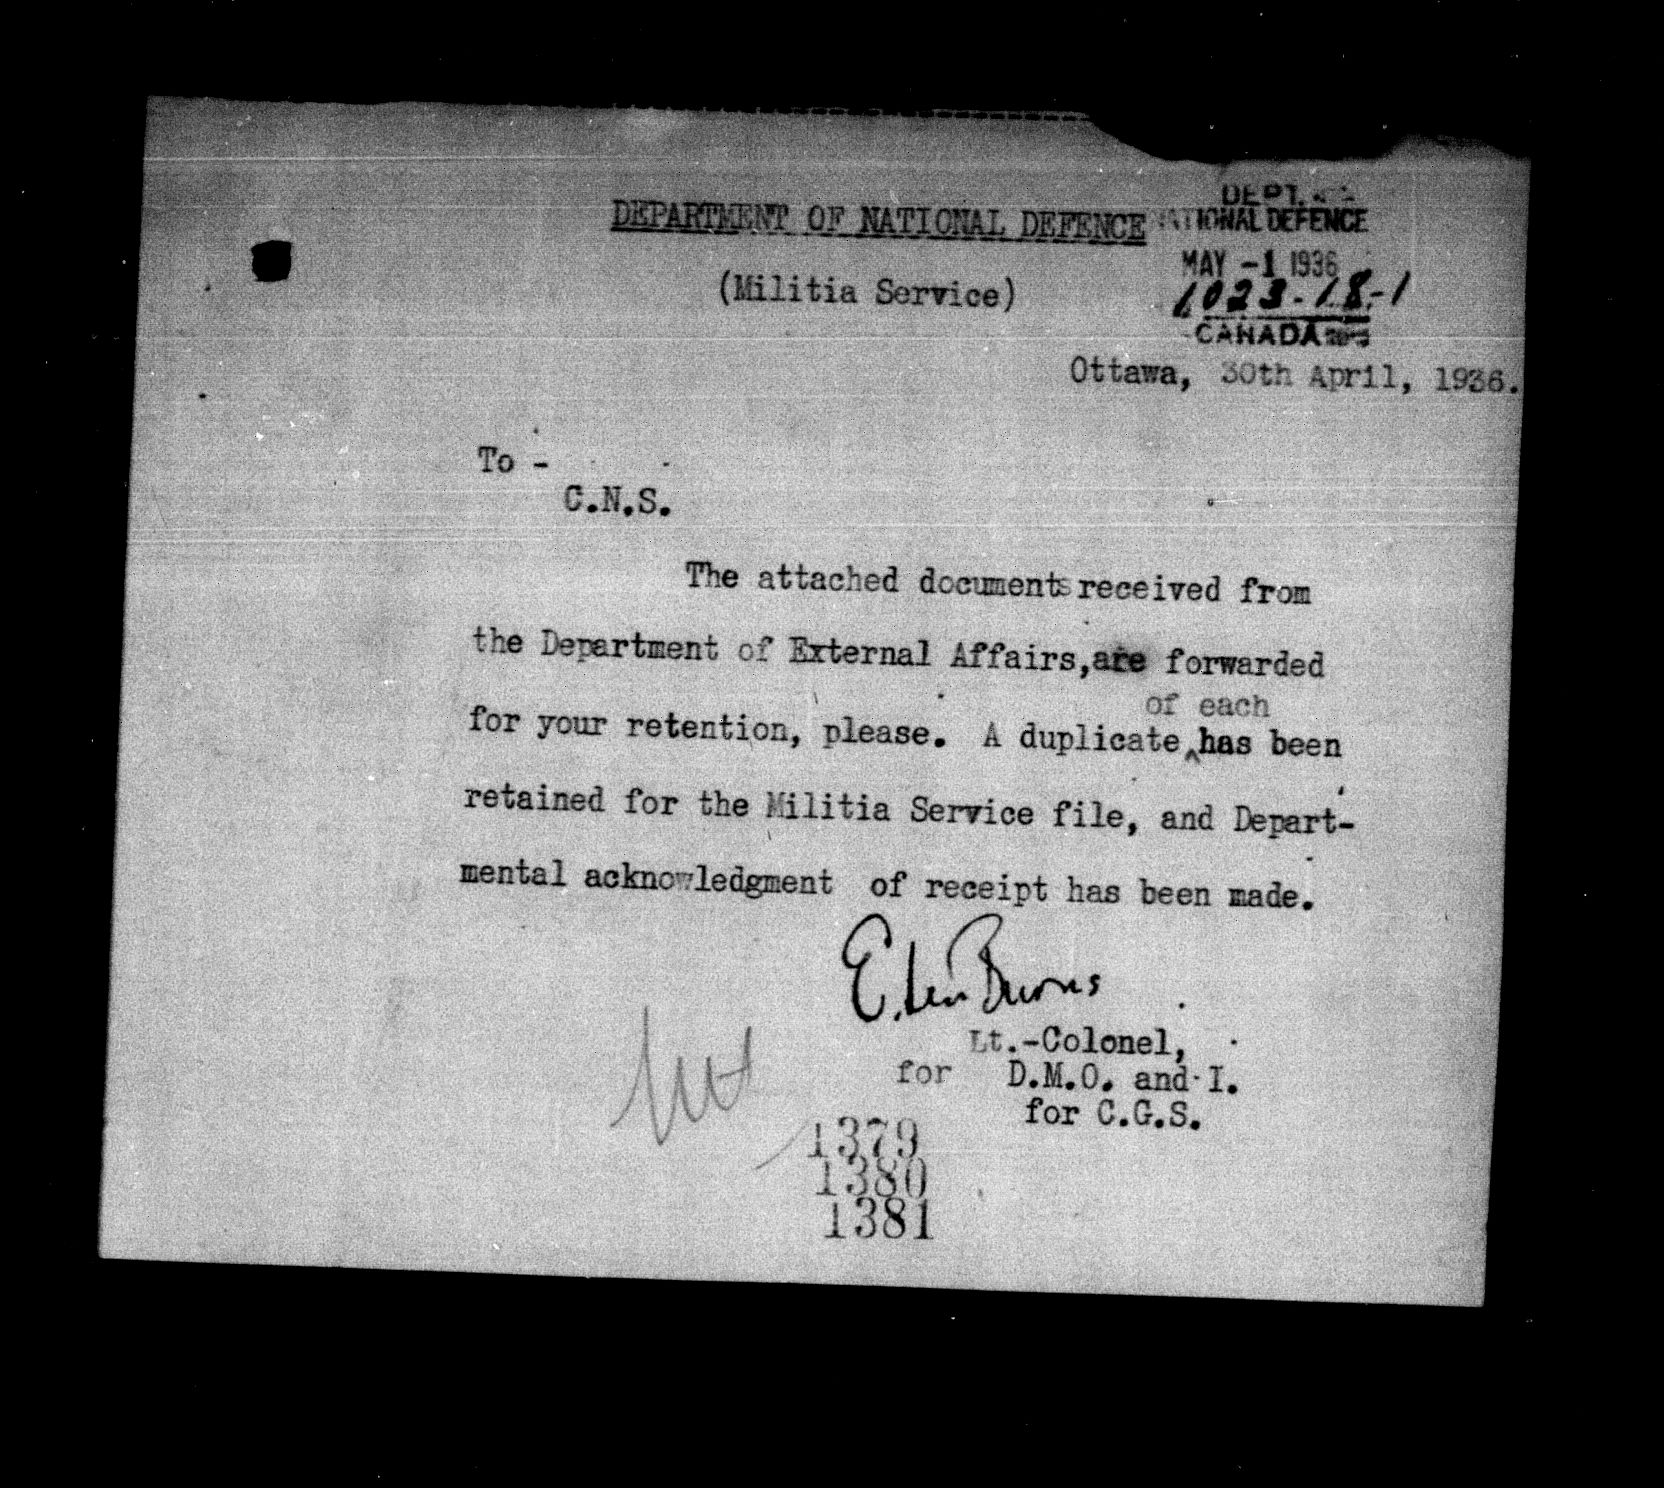 DEPT.
NATIONAL DEFENCE
DEPARTMENT OF NATIONAL DEFENCE
MAY -1 1936
(Militia Service)
1023-18-1
CANADA
Ottawa, 30th April, 1936.
To -
C.N.S.
The attached documents received from
the Department of External Affairs, are forwarded
of each
for your retention, please. A duplicate ^ has been
retained for the Militia Service file, and Depart-
mental acknowledgment of receipt has been made.
Burns
Lt.-Colonel,
for D.M.O. and I.
for C.G.S.
1379
1380
1381